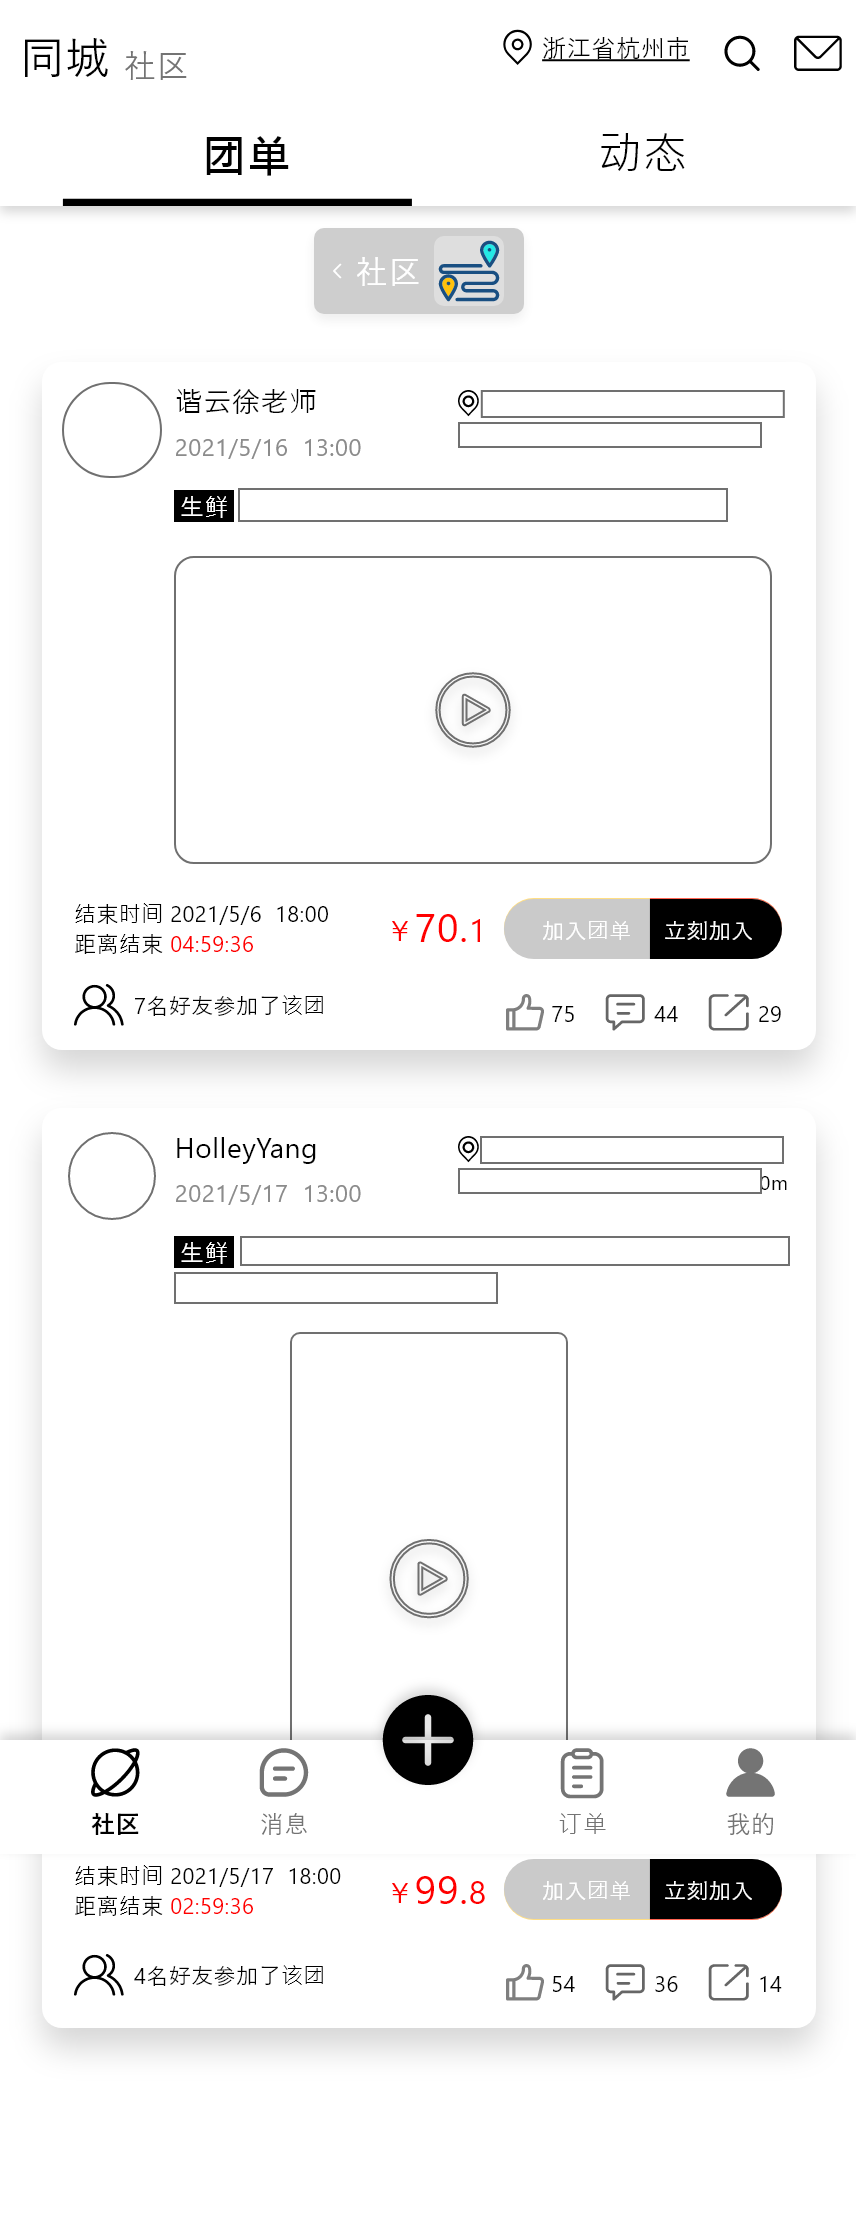 同城 社区
浙江省杭州市
团单
动态
社区
谐云徐老师
2021/5/16 13:00
生鲜
结束时间 2021/5/6 18:00
距离结束 04:59:36
￥70.1
加入团单
立刻加入
7名好友参加了该团
75
44
29
HolleyYang
2021/5/17 13:00
0m
生鲜
社区
消息
订单
我的
结束时间 2021/5/17 18:00
距离结束 02:59:36
￥99.8
加入团单
立刻加入
4名好友参加了该团
54
36
14